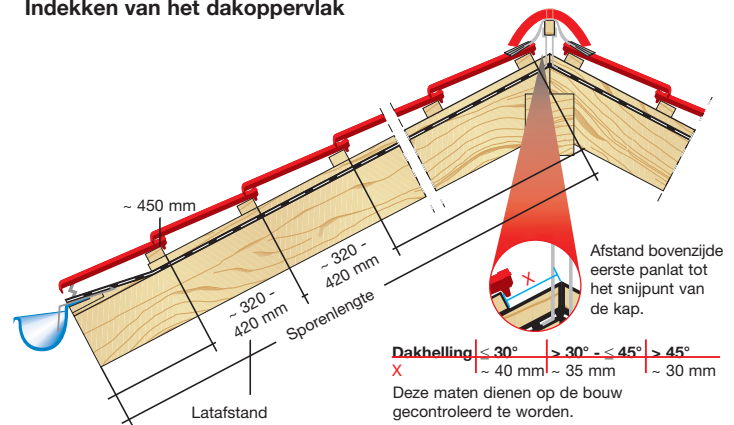 Indekken van het dakoppervlak
~ 450 mm
~ 320 -
420 mm
~ 320 -
420 mm
Sporenlengte
Latafstand
X
Afstand bovenzijde
eerste panlat tot
het snijpunt van
de kap.
Dakhelling ≤ 30° > 30° - ≤ 45° > 45°
X ~ 40 mm ~ 35 mm ~ 30 mm
Deze maten dienen op de bouw
gecontroleerd te worden.